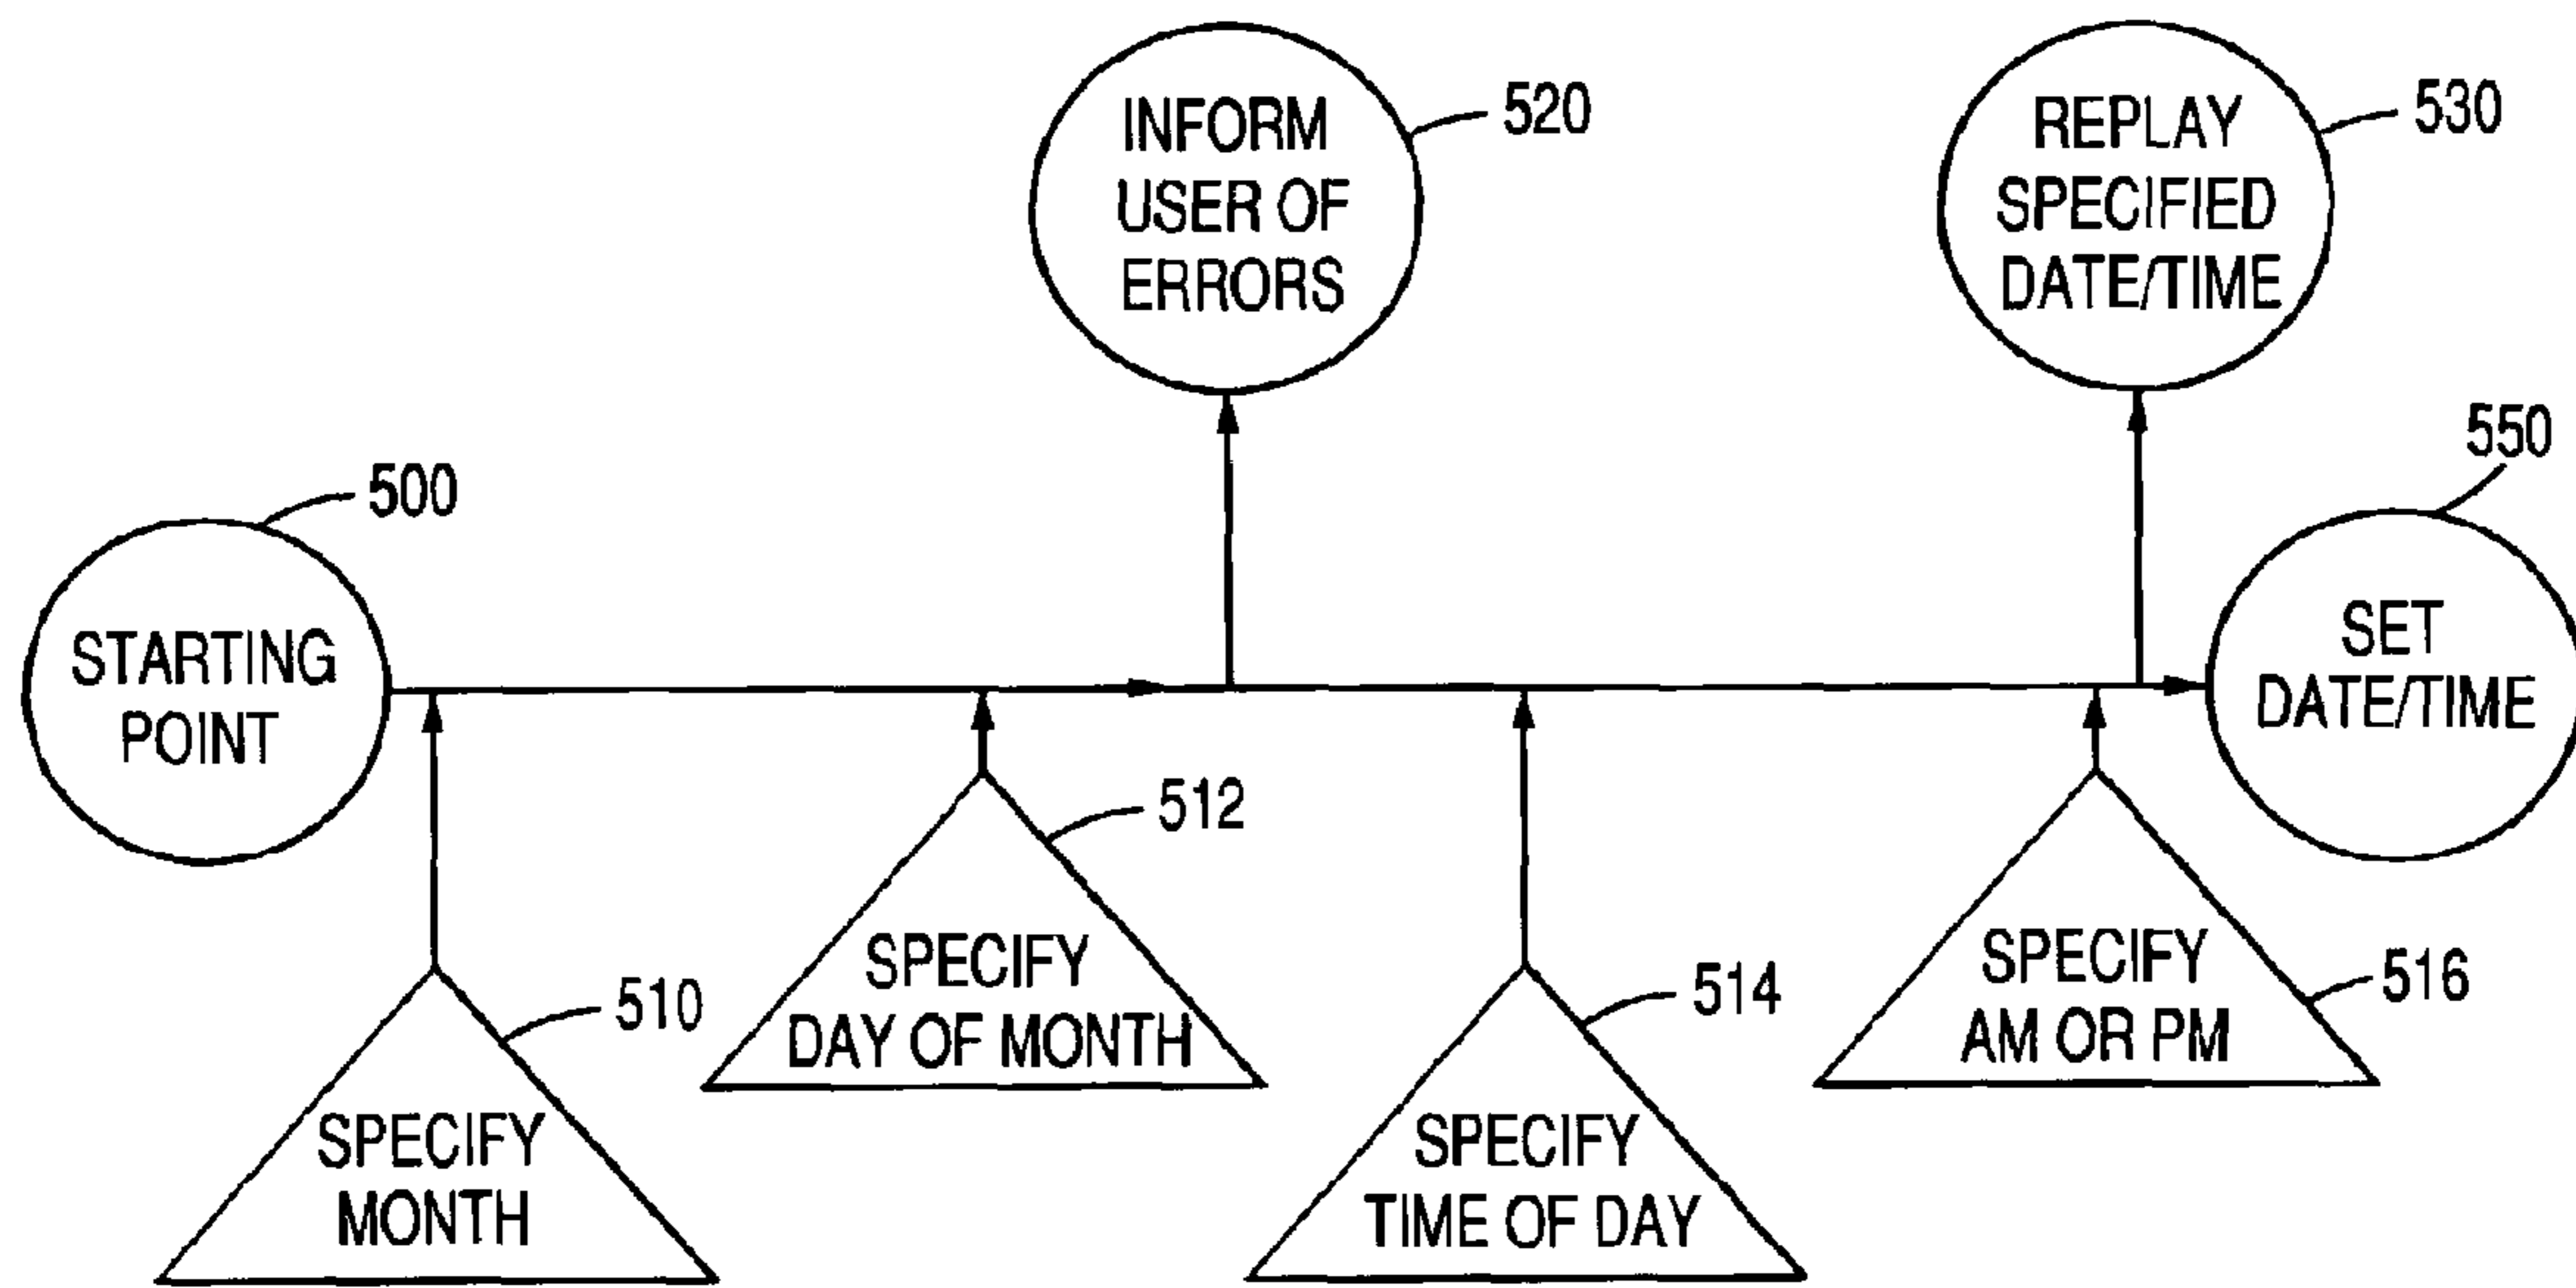 INFORM
USER OF
ERRORS
520
REPLAY
SPECIFIED
DATE/TIME
530
STARTING
POINT
500
SET
DATE/TIME
550
SPECIFY
MONTH
510
SPECIFY
DAY OF MONTH
512
SPECIFY
TIME OF DAY
514
SPECIFY
AM OR PM
516